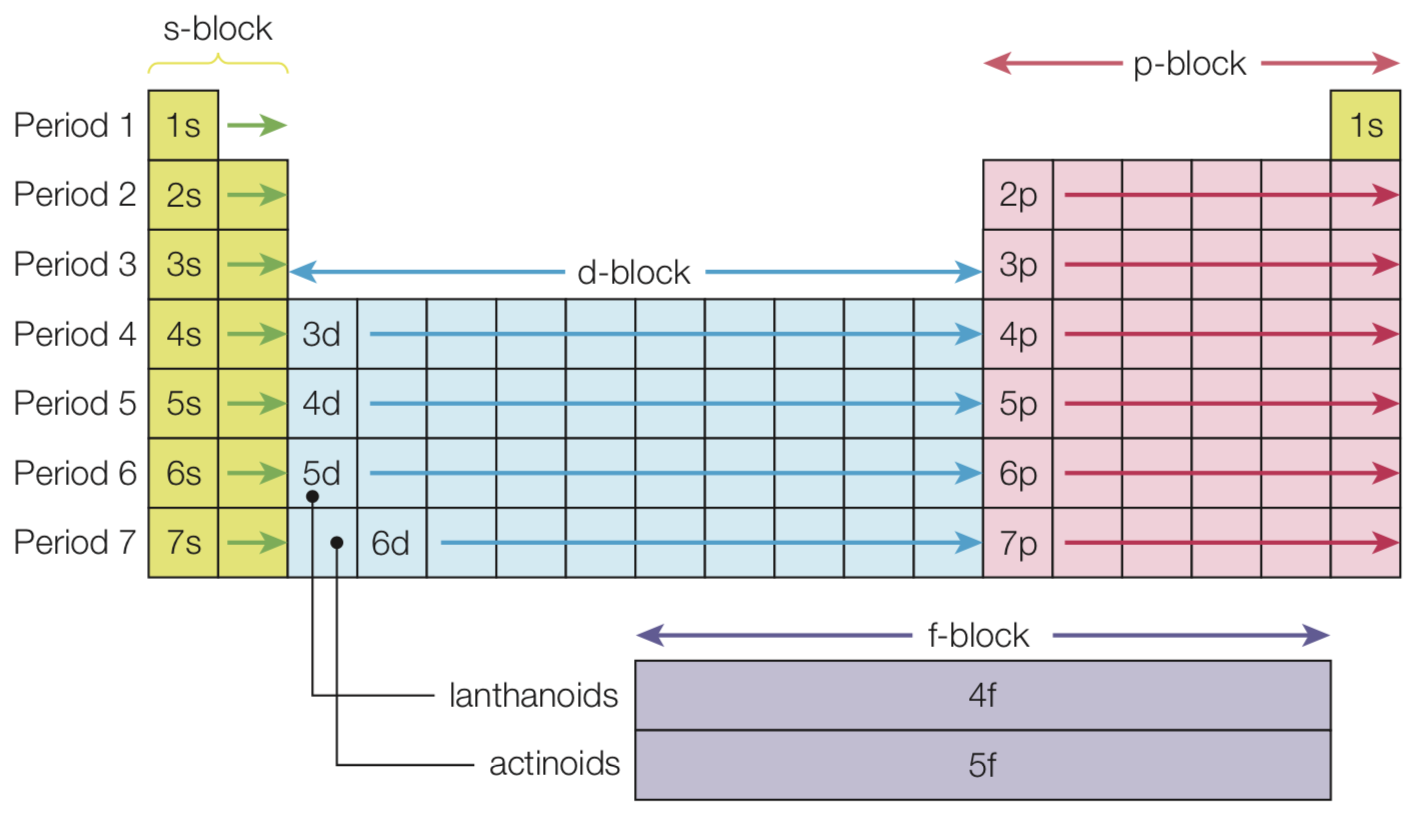 s-block
p-block
Period 1 1s 1s
Period 2 2s 2p
Period 3 3s d-block 3p
Period 4 4s 3d 4p
Period 5 5s 4d 5p
Period 6 6s 5d 6p
Period 7 7s 6d 7p
f-block
lanthanoids 4f
actinoids 5f